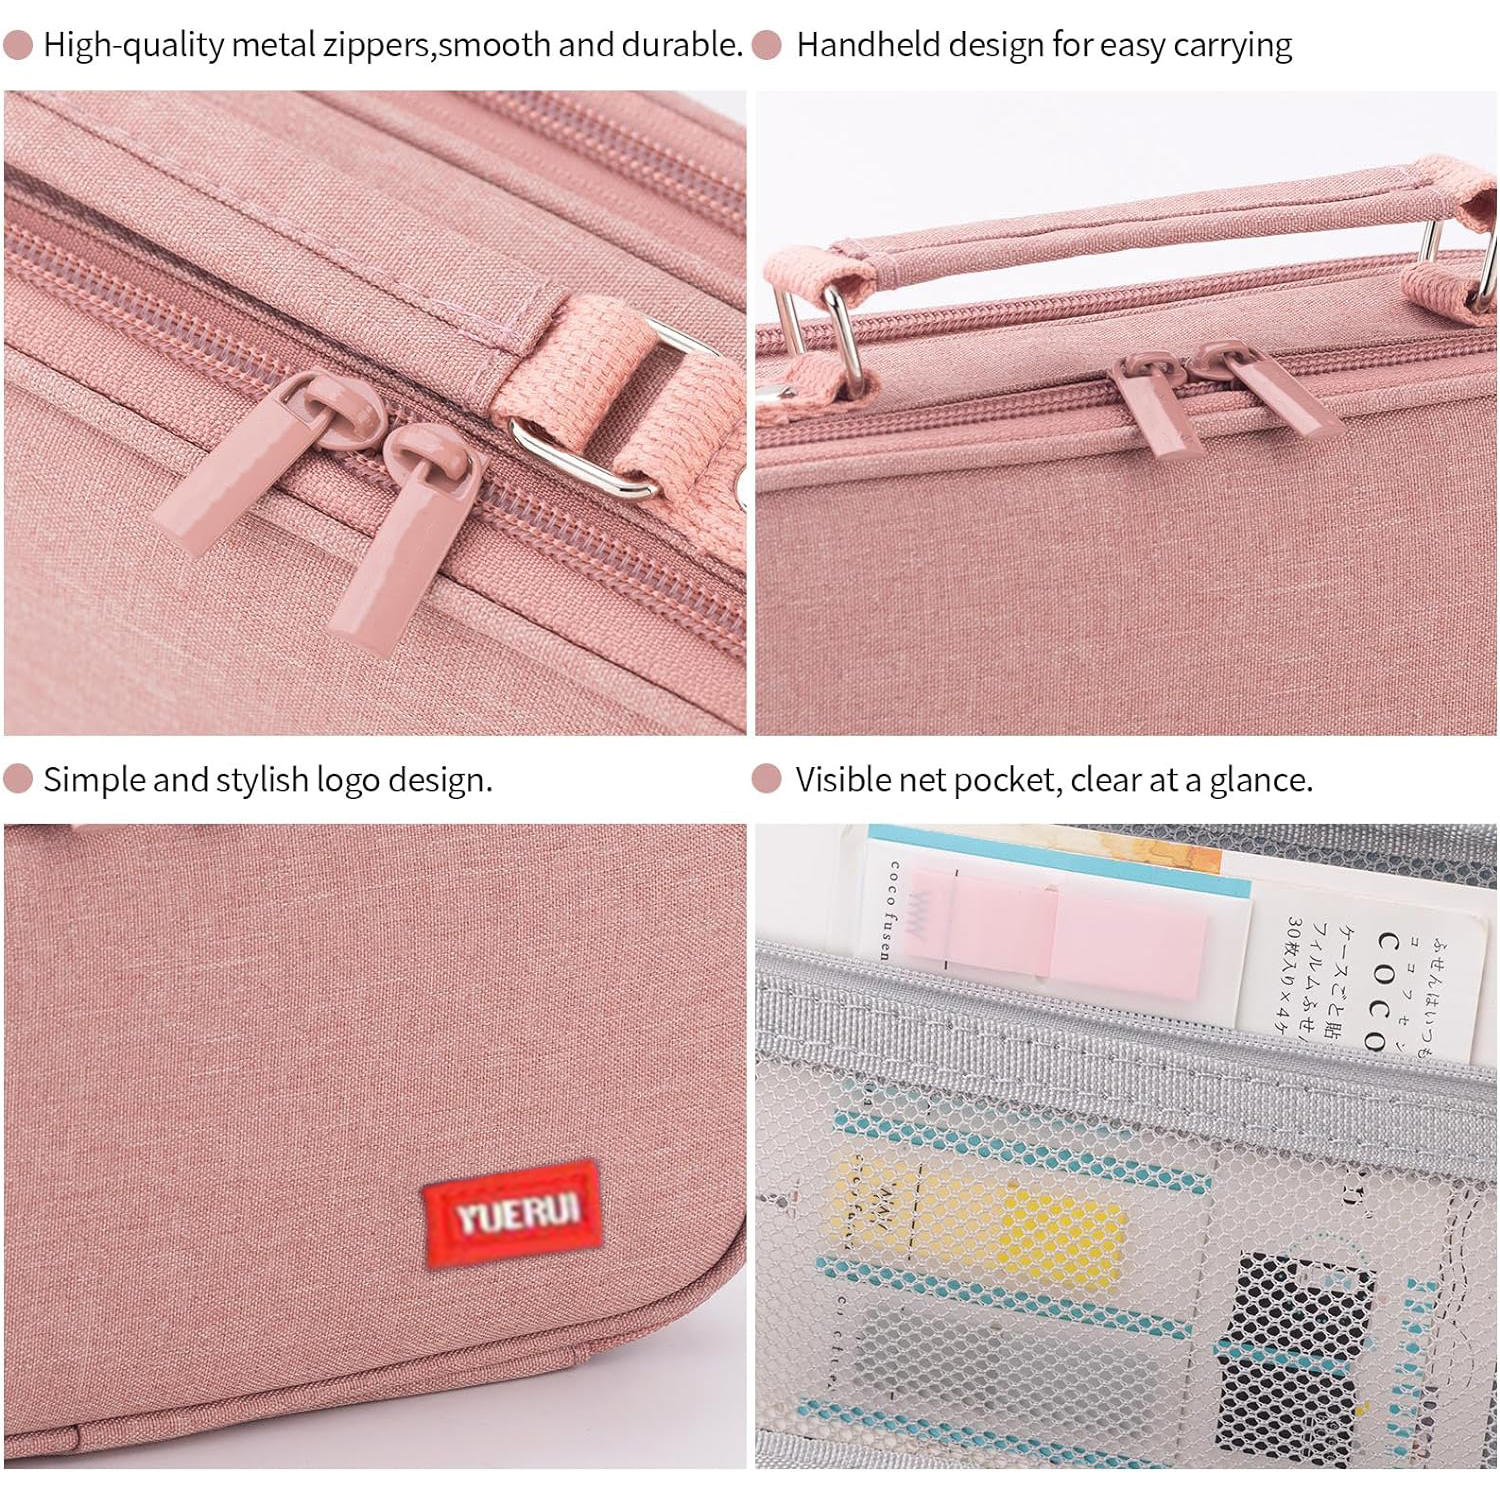 High-quality metal zippers,smooth and durable.
Handheld design for easy carrying
Simple and stylish logo design.
Visible net pocket, clear at a glance.
YUERUI
coco fusen
ふせんはいつも
ココフセン
COCO
ケースごと貼
フィルムふせ
30枚入り×4ケ